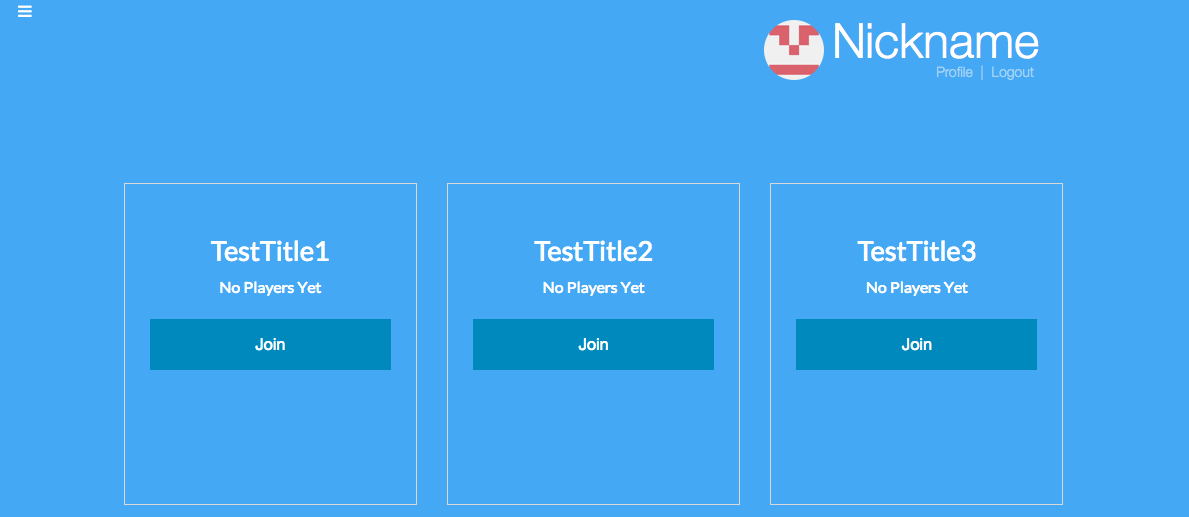 Nickname
Profile | Logout
TestTitle1
No Players Yet
Join
TestTitle2
No Players Yet
Join
TestTitle3
No Players Yet
Join